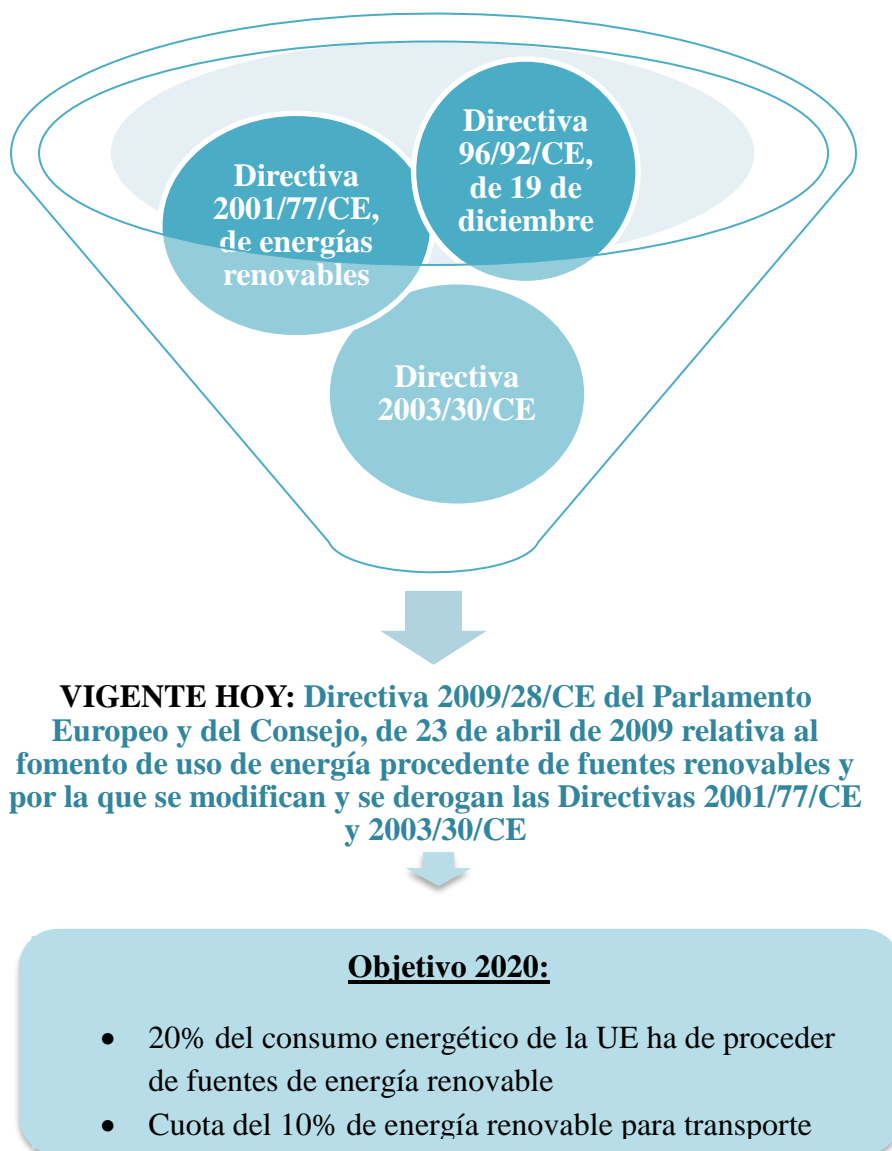 Directiva
96/92/CE,
de 19 de
diciembre
Directiva
2001/77/CE,
de energías
renovables
Directiva
2003/30/CE
VIGENTE HOY: Directiva 2009/28/CE del Parlamento
Europeo y del Consejo, de 23 de abril de 2009 relativa al
fomento de uso de energía procedente de fuentes renovables y
por la que se modifican y se derogan las Directivas 2001/77/CE
y 2003/30/CE
Objetivo 2020:
• 20% del consumo energético de la UE ha de proceder
de fuentes de energía renovable
• Cuota del 10% de energía renovable para transporte